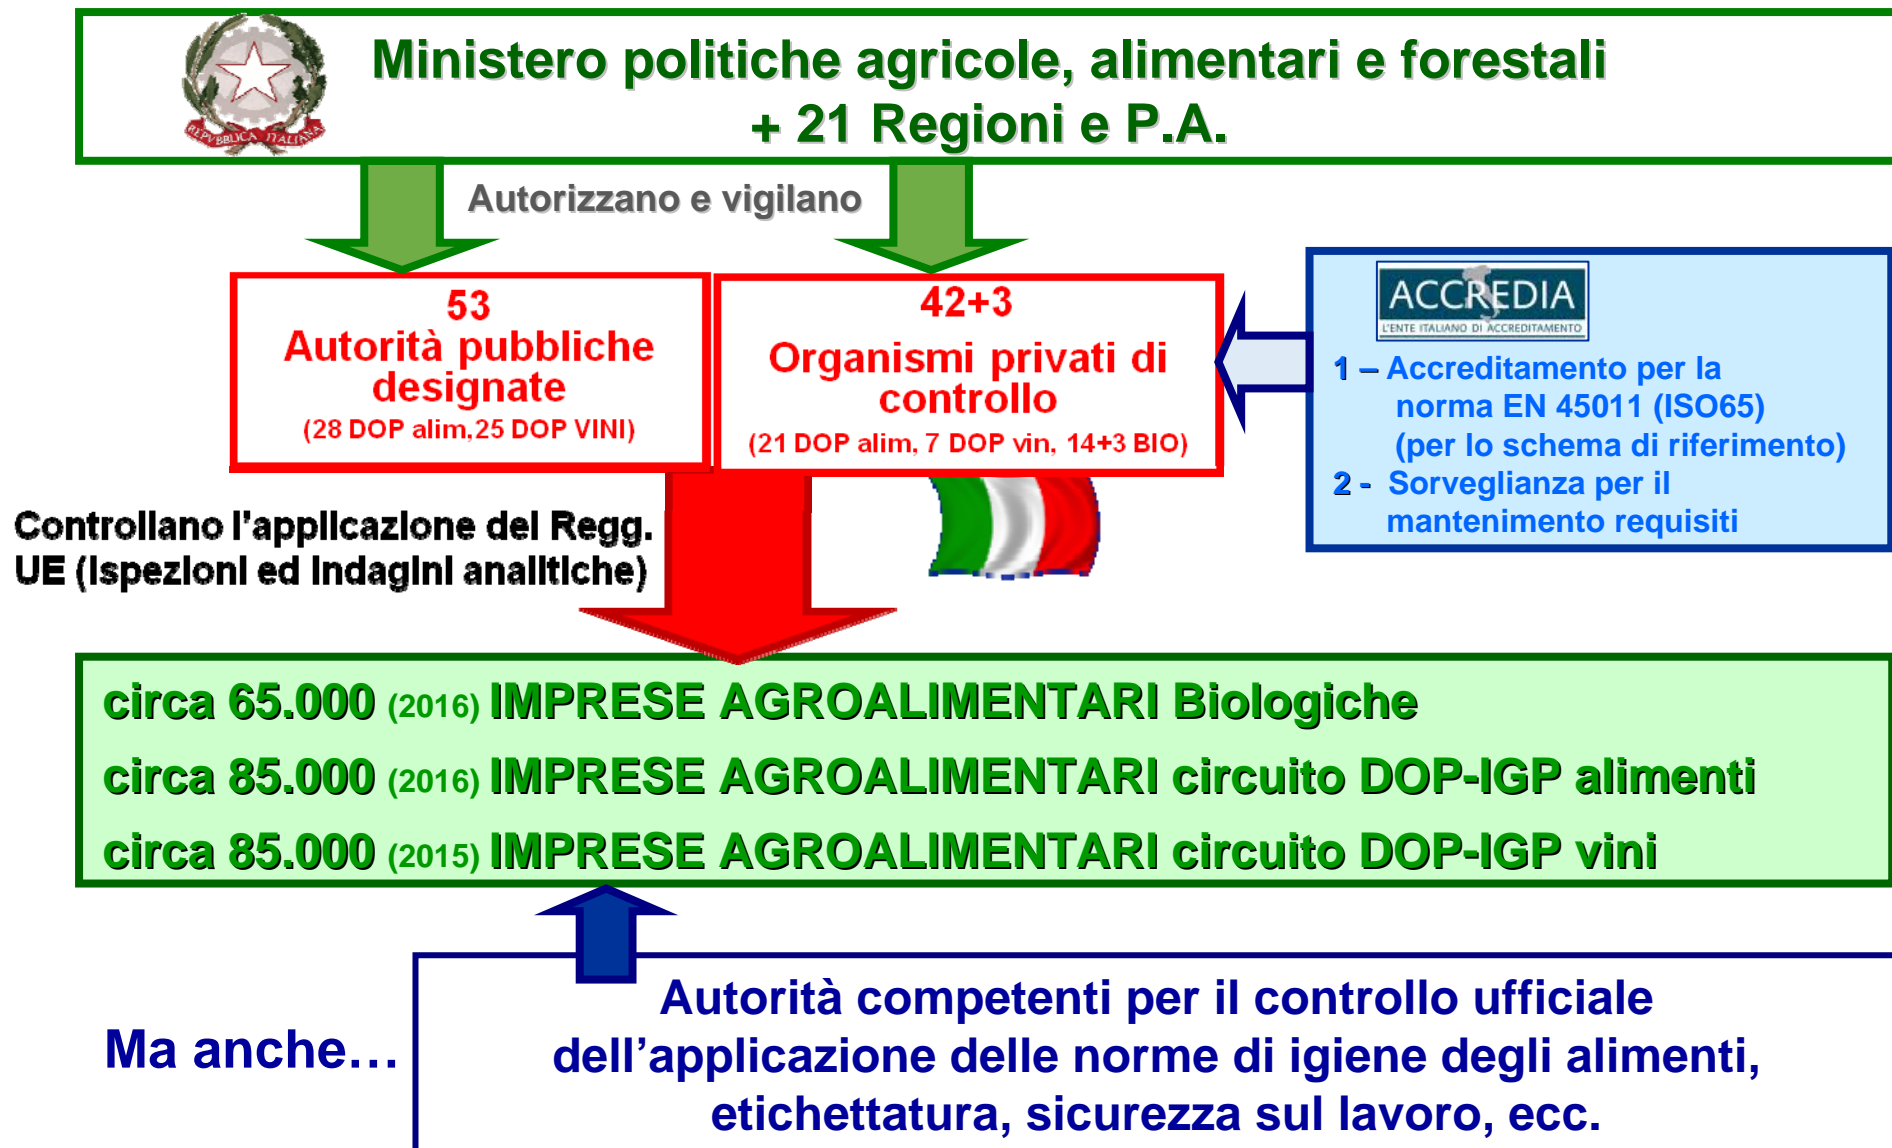 Ministero politiche agricole, alimentari e forestali
+ 21 Regioni e P.A.
REPVBBLICA ITALIANA
Autorizzano e vigilano
53
Autorità pubbliche
designate
(28 DOP alim,25 DOP VINI)
42+3
Organismi privati di
controllo
(21 DOP alim, 7 DOP vin, 14+3 BIO)
ACCREDIA
L'ENTE ITALIANO DI ACCREDITAMENTO
1 – Accreditamento per la
norma EN 45011 (ISO65)
(per lo schema di riferimento)
2 - Sorveglianza per il
mantenimento requisiti
Controllano l'applicazione dei Regg.
UE (ispezioni ed indagini analitiche)
circa 65.000 (2016) IMPRESE AGROALIMENTARI Biologiche
circa 85.000 (2016) IMPRESE AGROALIMENTARI circuito DOP-IGP alimenti
circa 85.000 (2015) IMPRESE AGROALIMENTARI circuito DOP-IGP vini
Ma anche…
Autorità competenti per il controllo ufficiale
dell’applicazione delle norme di igiene degli alimenti,
etichettatura, sicurezza sul lavoro, ecc.